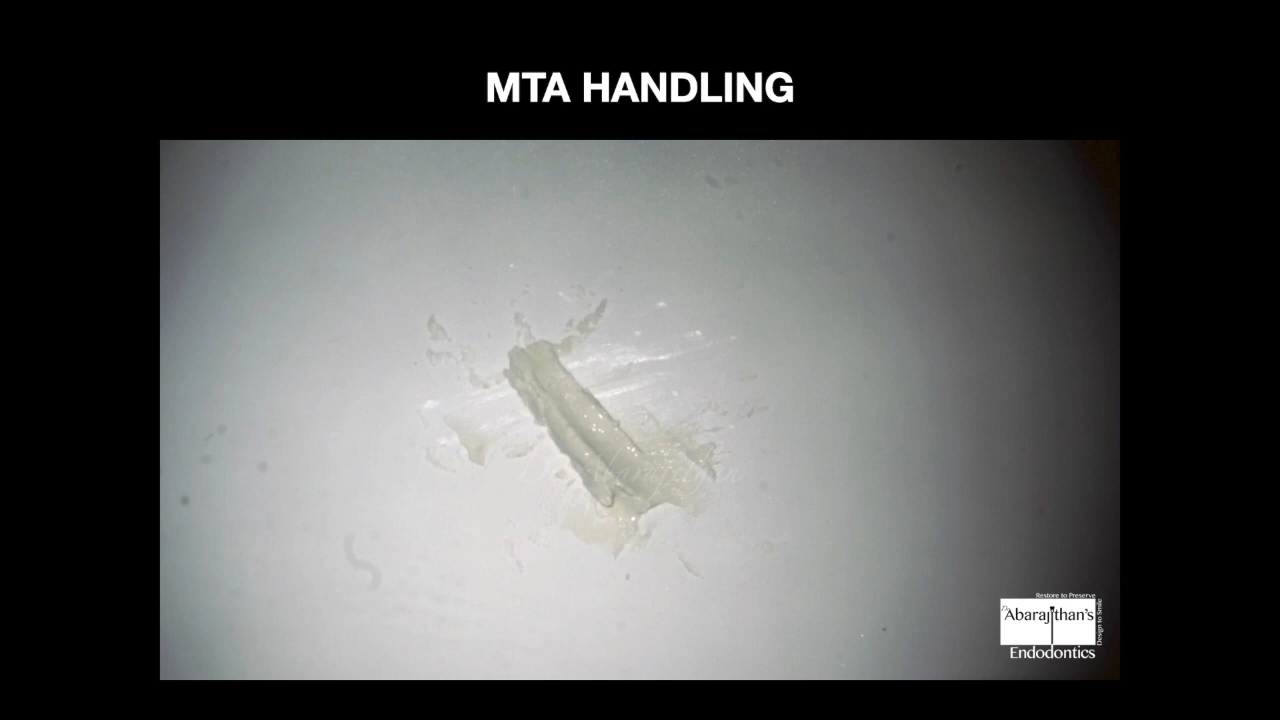 MTA HANDLING
Restore to Preserve
Dr. Abarajithan's
Design to Smile
Endodontics